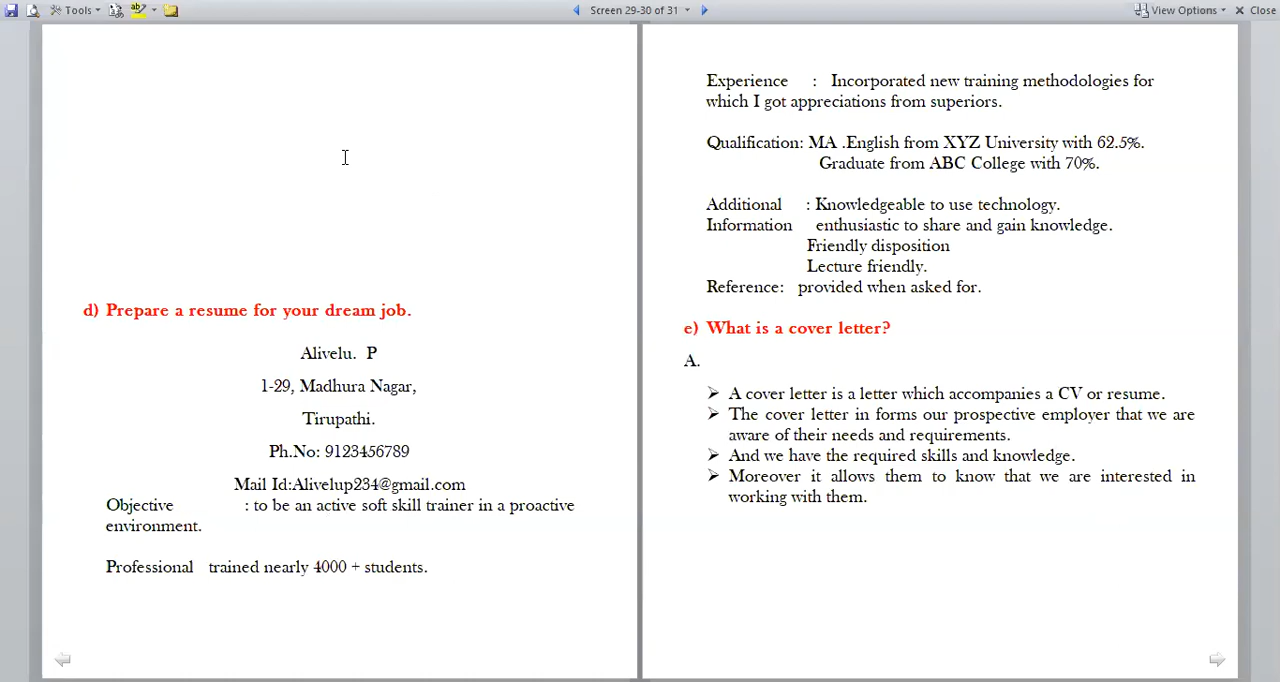 Tools
Screen 29-30 of 31
View Options
Close
d) Prepare a resume for your dream job.
Alivelu. P
1-29, Madhura Nagar,
Tirupathi.
Ph.No: 9123456789
Mail Id:Alivelup234@gmail.com
Objective : to be an active soft skill trainer in a proactive
environment.
Professional trained nearly 4000 + students.
Experience : Incorporated new training methodologies for
which I got appreciations from superiors.
Qualification: MA .English from XYZ University with 62.5%.
Graduate from ABC College with 70%.
Additional : Knowledgeable to use technology.
Information enthusiastic to share and gain knowledge.
Friendly disposition
Lecture friendly.
Reference: provided when asked for.
e) What is a cover letter?
A.
➢ A cover letter is a letter which accompanies a CV or resume.
➢ The cover letter in forms our prospective employer that we are
aware of their needs and requirements.
➢ And we have the required skills and knowledge.
➢ Moreover it allows them to know that we are interested in
working with them.